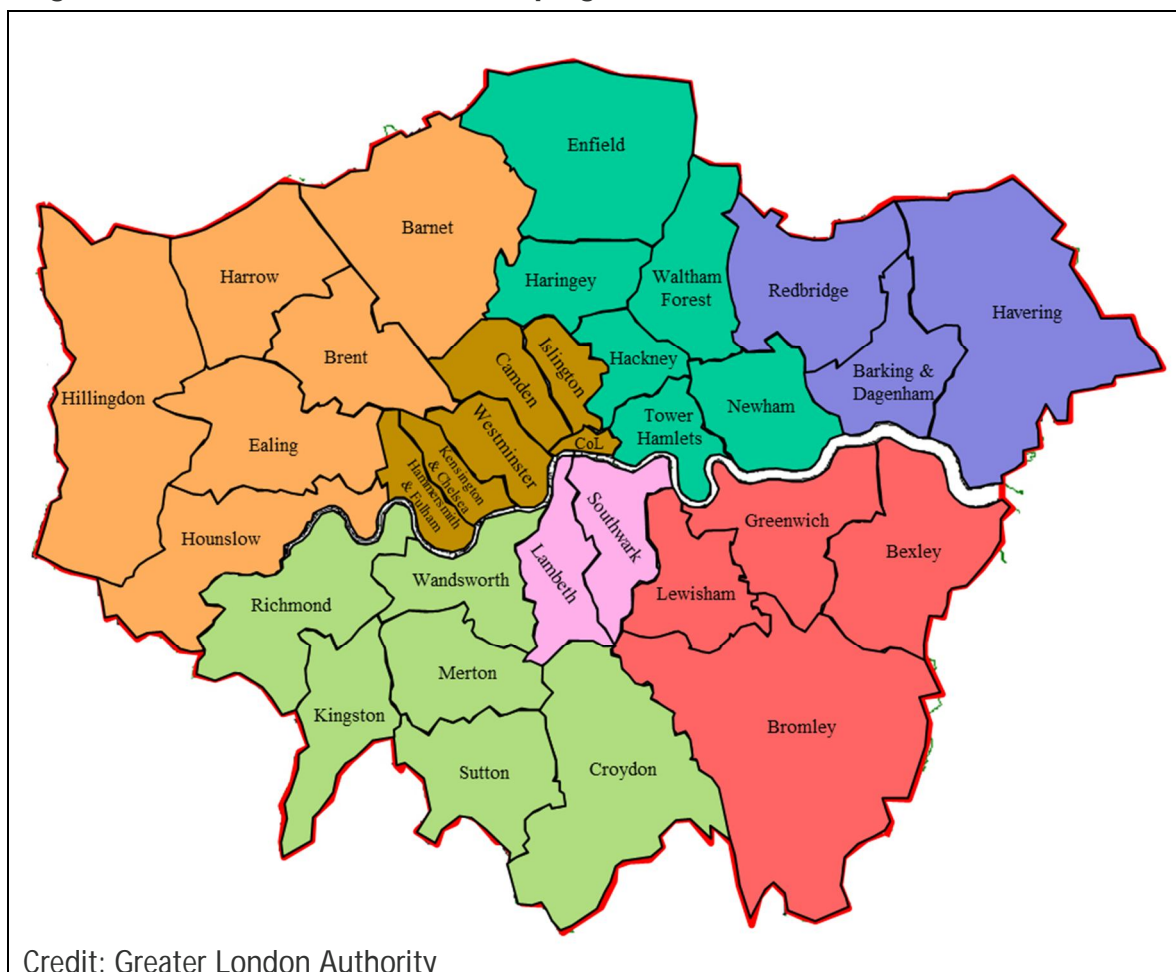 Enfield
Barnet
Harrow
Haringey
Waltham
Forest
Redbridge
Havering
Brent
Hackney
Islington
Camden
Barking &
Dagenham
Hillingdon
Newham
Tower
Hamlets
Ealing
Westminster
CoL
Kensington
& Chelsea
Hammersmith
& Fulham
Hounslow
Southwark
Greenwich
Bexley
Lambeth
Wandsworth
Lewisham
Richmond
Merton
Kingston
Bromley
Sutton
Croydon
Credit: Greater London Authority